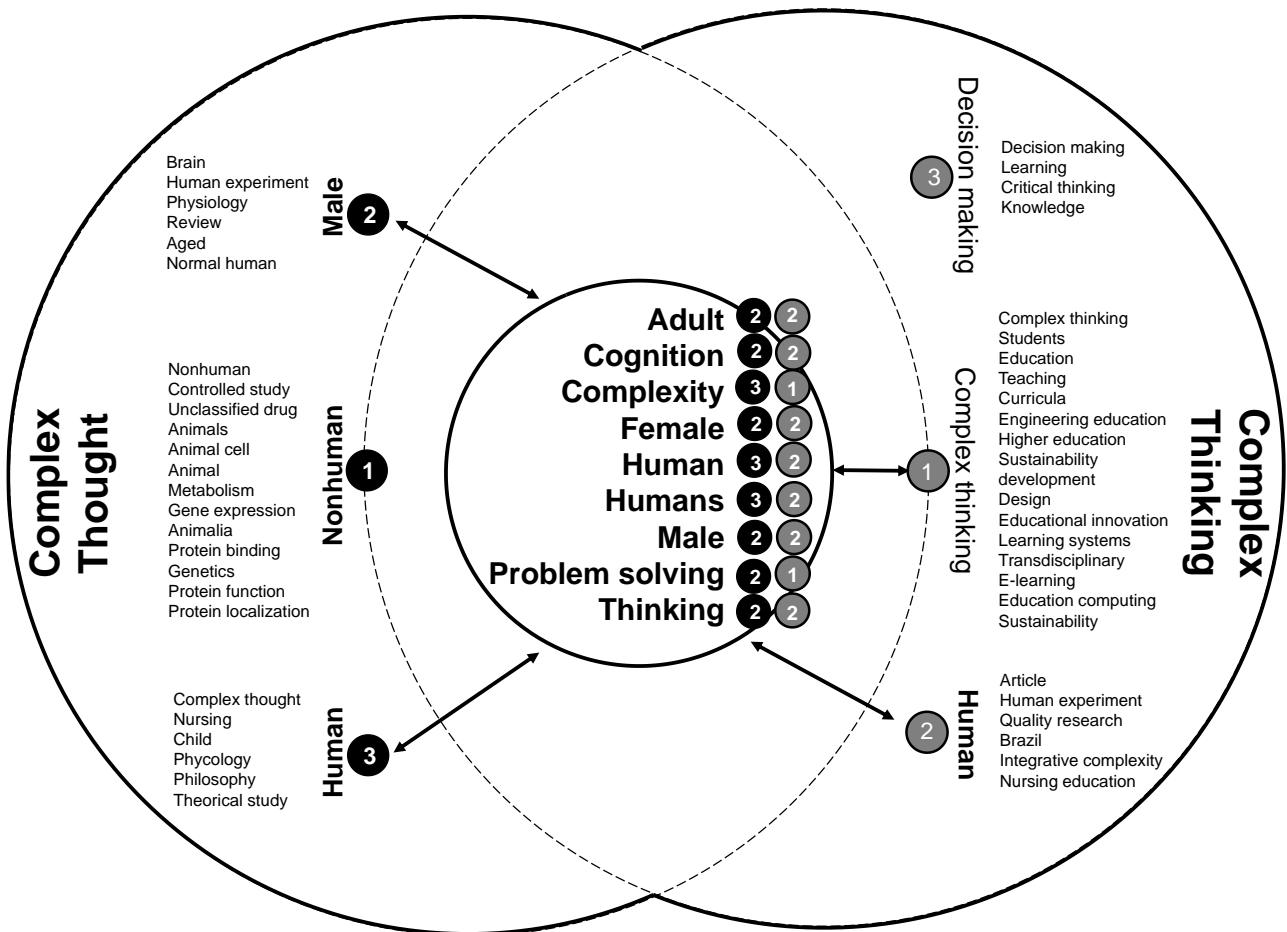 Complex
Thought
Brain
Human experiment
Physiology
Review
Aged
Normal human
Male
2
Nonhuman
Controlled study
Unclassified drug
Animals
Animal cell
Animal
Metabolism
Gene expression
Animalia
Protein binding
Genetics
Protein function
Protein localization
Nonhuman
1
Complex thought
Nursing
Child
Phycology
Philosophy
Theorical study
Human
3
Adult 2 2
Cognition 2 2
Complexity 3 1
Female 2 2
Human 3 2
Humans 3 2
Male 2 2
Problem solving 2 1
Thinking 2 2
3
Decision making
Decision making
Learning
Critical thinking
Knowledge
1
Complex thinking
Complex thinking
Students
Education
Teaching
Curricula
Engineering education
Higher education
Sustainability
development
Design
Educational innovation
Learning systems
Transdisciplinary
E-learning
Education computing
Sustainability
2
Human
Article
Human experiment
Quality research
Brazil
Integrative complexity
Nursing education
Complex
Thinking